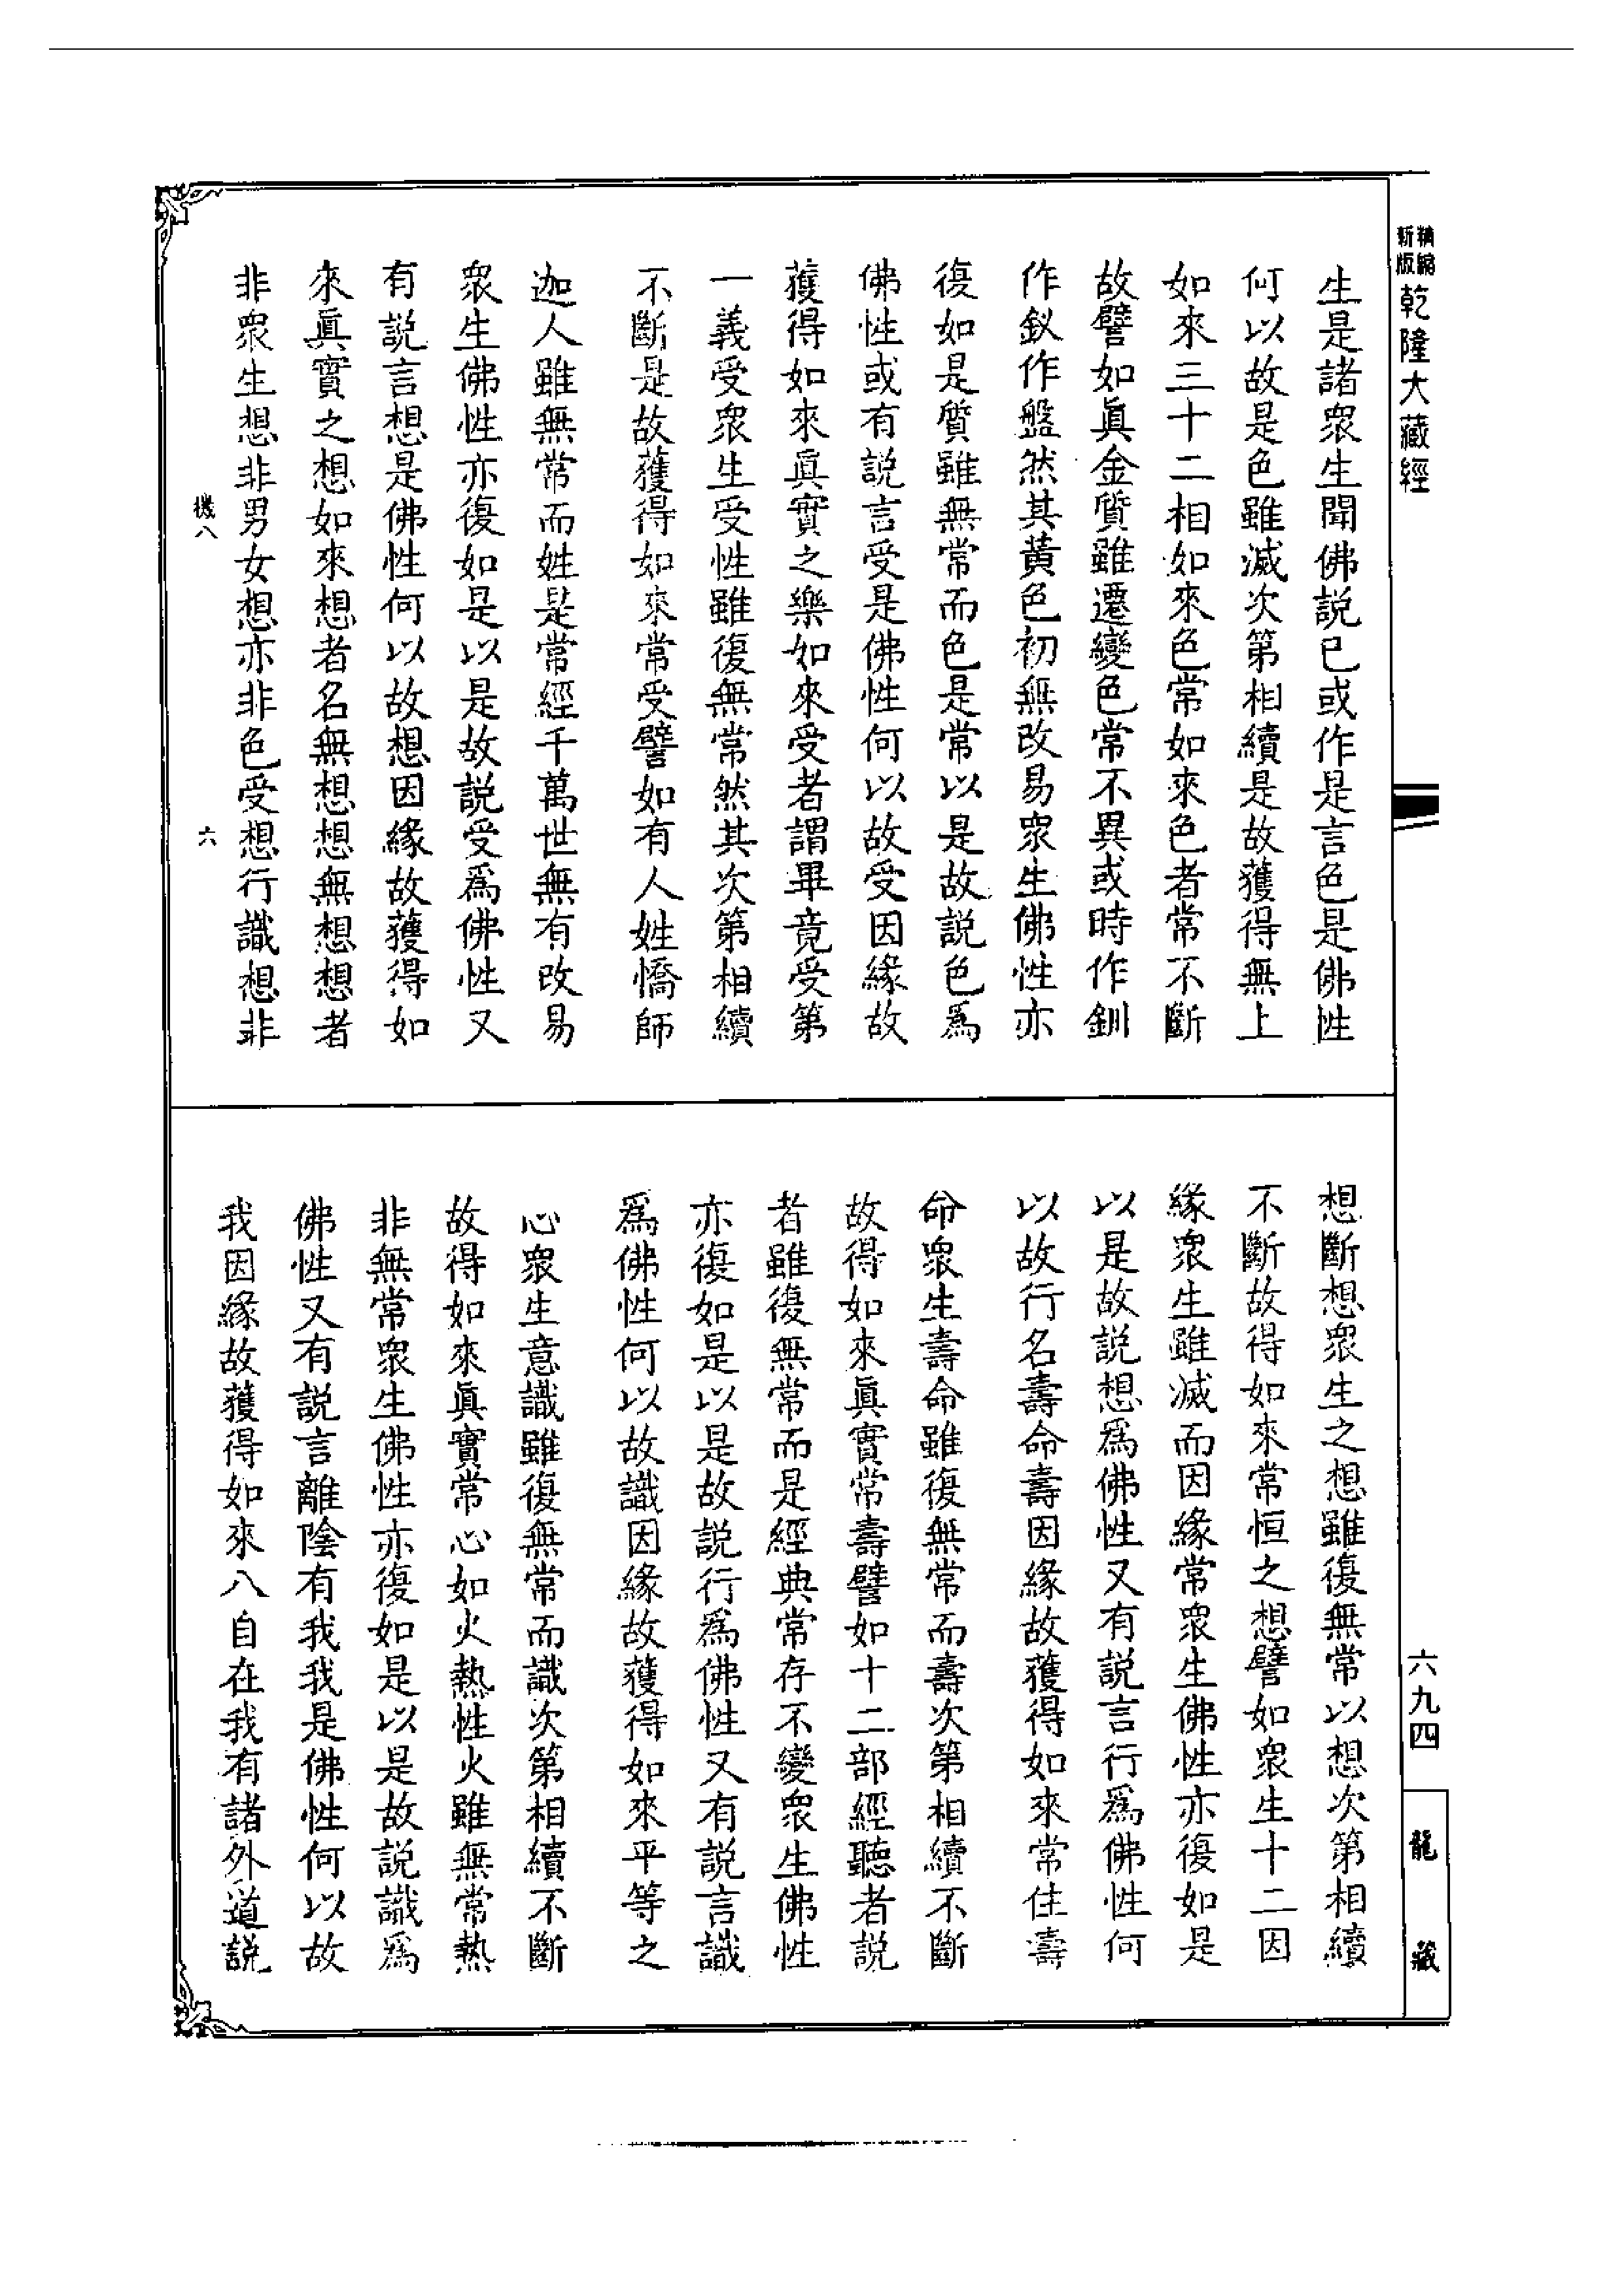 精縮
新版
乾隆大藏經
生是諸衆生聞佛説已或作是言色是佛性
何以故是色雖滅次第相續是故獲得無上
如來三十二相如來色常如來色者常不斷
故譬如眞金質雖遷變色常不異或時作釧
作釵作盤然其黃色初無改易衆生佛性亦
復如是質雖無常而色是常以是故説色爲
佛性或有説言受是佛性何以故受因緣故
獲得如來眞實之樂如來受者謂畢竟受第
一義受衆生受性雖復無常然其次第相續
不斷是故獲得如來常受譬如有人姓憍師
迦人雖無常而姓是常經千萬世無有改易
衆生佛性亦復如是以是故説受爲佛性又
有説言想是佛性何以故想因緣故獲得如
來眞實之想如來想者名無想想無想想者
非衆生想非男女想亦非色受想行識想非
機八
六
想斷想衆生之想雖復無常以想次第相續
不斷故得如來常恒之想譬如衆生十二因
緣衆生雖滅而因緣常衆生佛性亦復如是
以是故説想爲佛性又有説言行爲佛性何
以故行名壽命壽因緣故獲得如來常住壽
命衆生壽命雖復無常而壽次第相續不斷
故得如來眞實常壽譬如十二部經聽者説
者雖復無常而是經典常存不變衆生佛性
亦復如是以是故説行爲佛性又有説言識
爲佛性何以故識因緣故獲得如來平等之
心衆生意識雖復無常而識次第相續不斷
故得如來眞實常心如火熱性火雖無常熱
非無常衆生佛性亦復如是以是故説識爲
佛性又有説言離陰有我我是佛性何以故
我因緣故獲得如來八自在我有諸外道説
六九四
龍藏